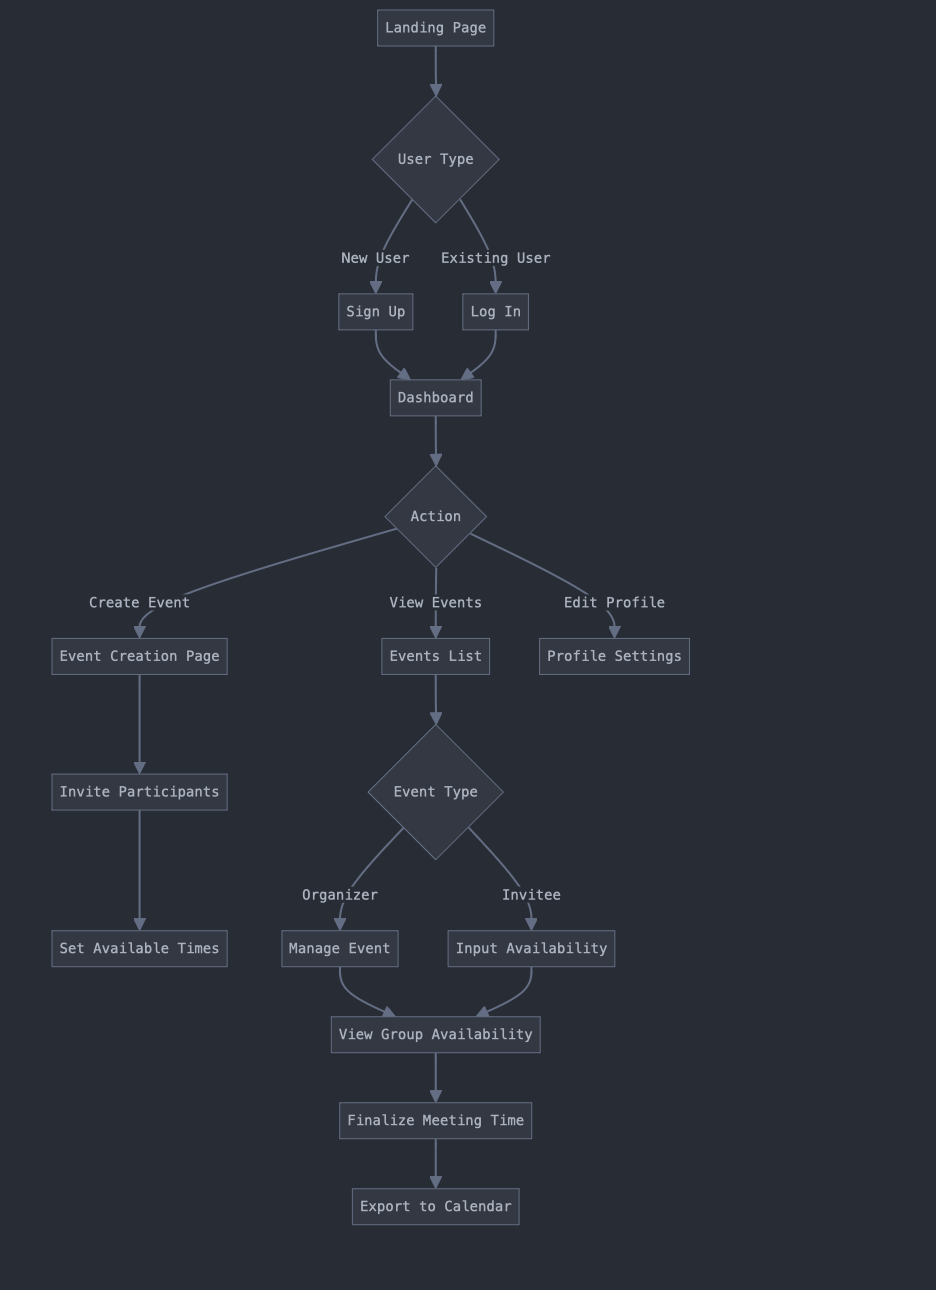 Landing Page
User Type
New User
Existing User
Sign Up
Log In
Dashboard
Action
Create Event
View Events
Edit Profile
Event Creation Page
Events List
Profile Settings
Invite Participants
Event Type
Organizer
Invitee
Set Available Times
Manage Event
Input Availability
View Group Availability
Finalize Meeting Time
Export to Calendar